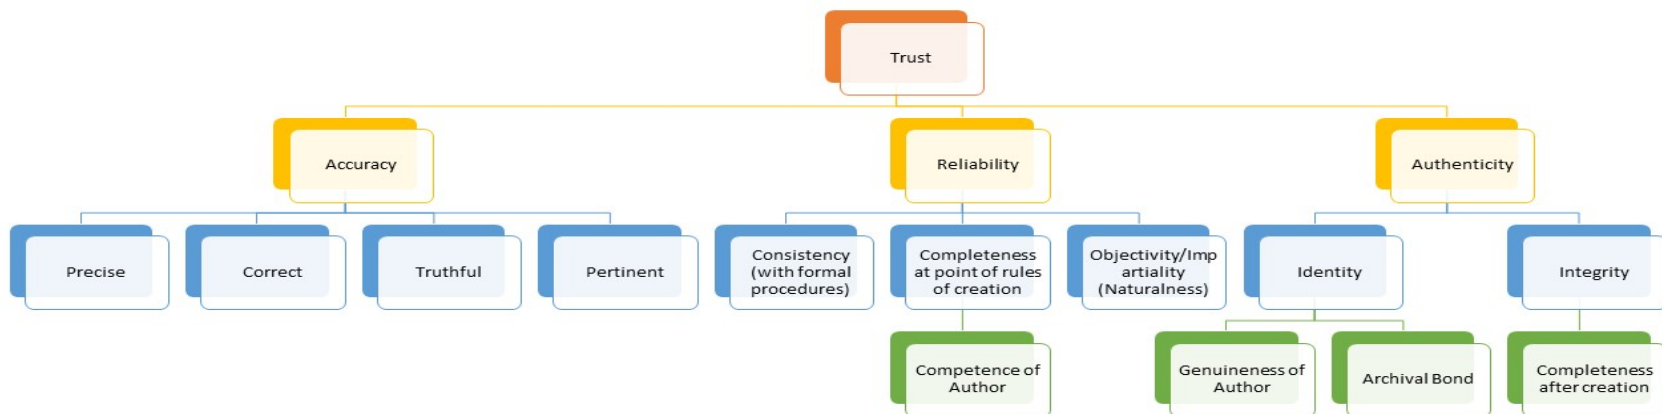 Trust
Accuracy
Reliability
Authenticity
Precise
Correct
Truthful
Pertinent
Consistency
(with formal
procedures)
Completeness
at point of rules
of creation
Objectivity/Imp
artiality
(Naturalness)
Identity
Integrity
Competence of
Author
Genuineness of
Author
Archival Bond
Completeness
after creation